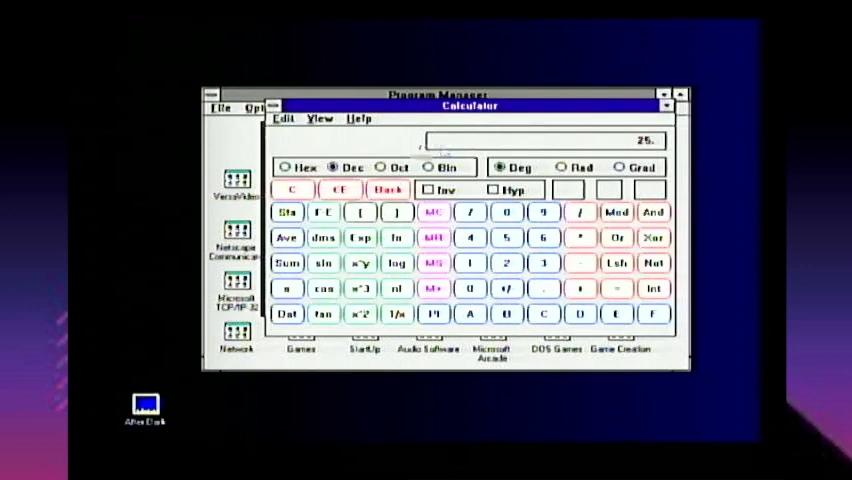 Program Manager
File
Calculator
Edit View Help
25.
Hex Dec Oct Bin Deg Rad Grad
C CE Back Inv Hyp
Sta F-E ( ) MC 7 8 9 / Mod And
Ave dms Exp ln MR 4 5 6 * Or Xor
Sum sin x^y log MS 1 2 3 - Lsh Not
s cos x^3 n! M+ 0 +/- . + = Int
Dat tan x^2 1/x PI A B C D E F
VersaVideo
Netscape
Communicator
Microsoft
TCP/IP-32
Network
Games
StartUp
Audio Software
Microsoft
Arcade
DOS Games
Game Creation
After Dark